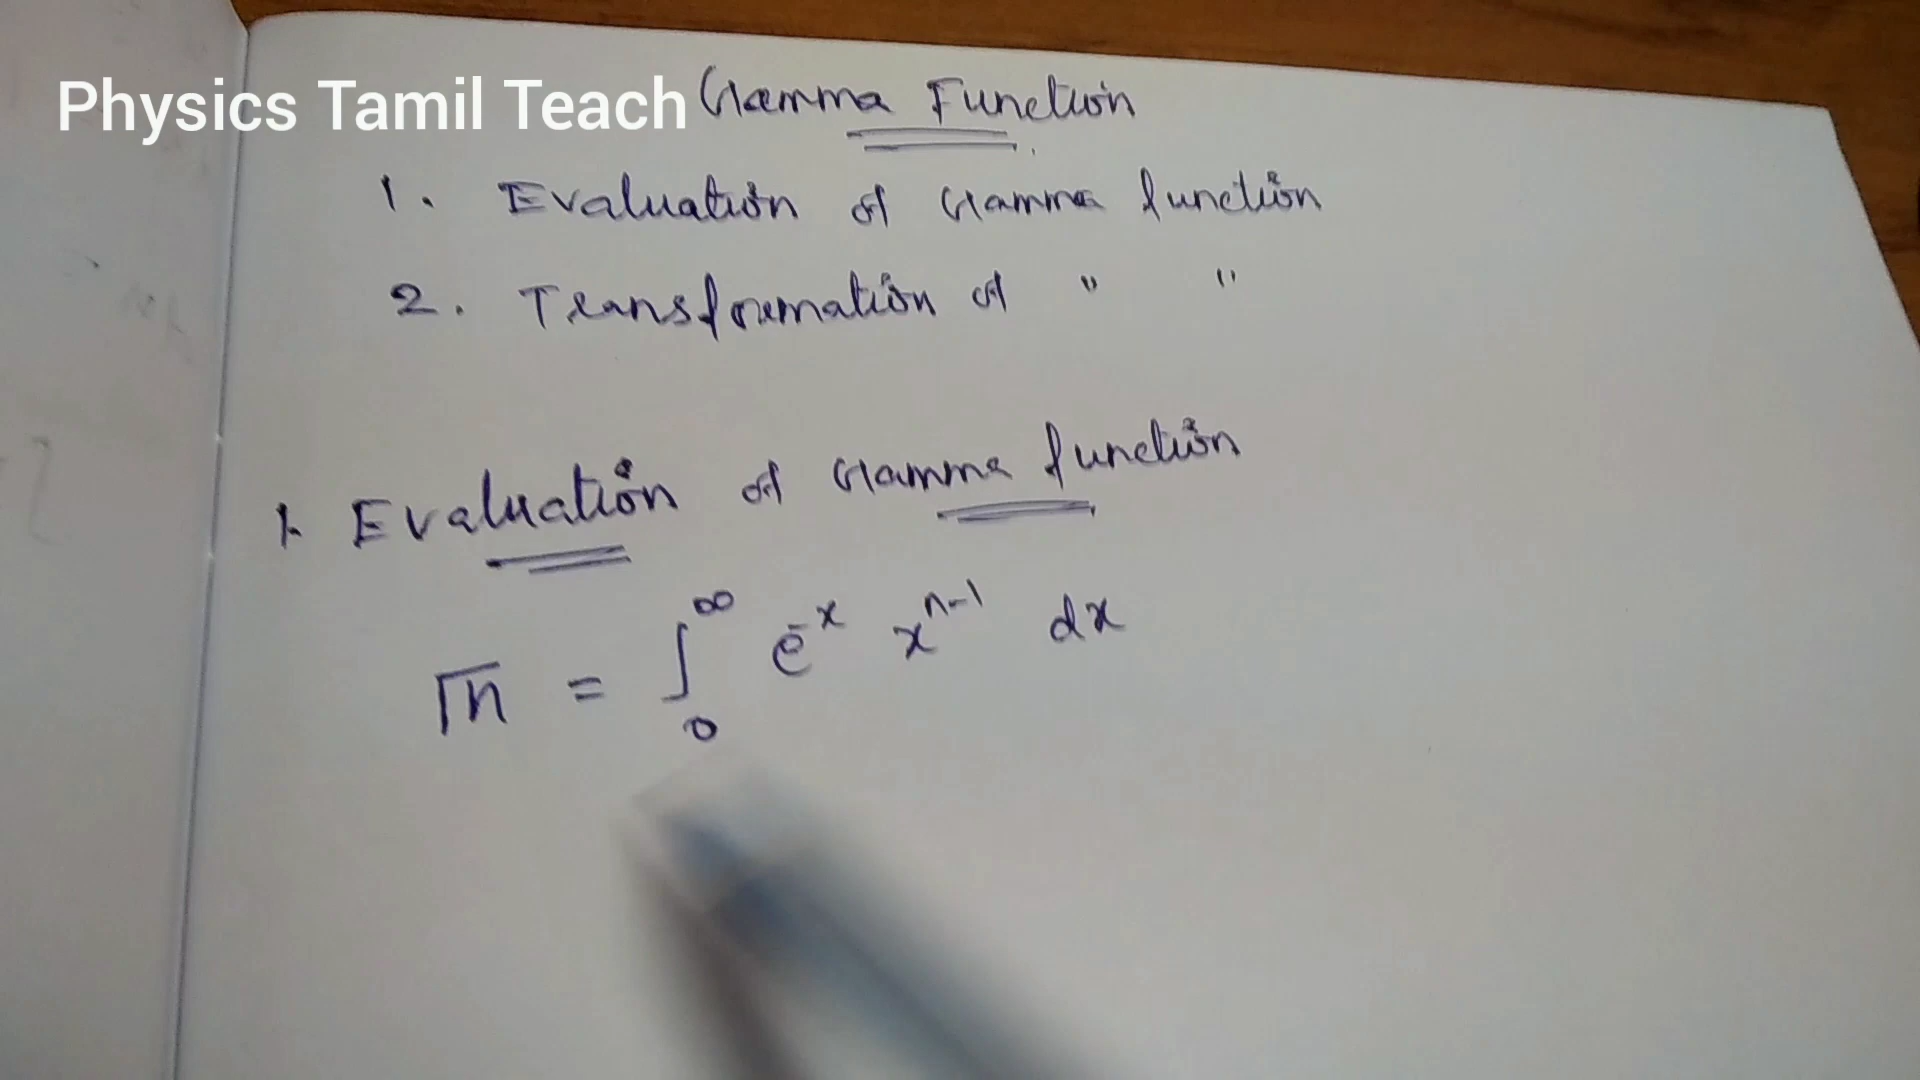 Physics Tamil Teach Gamma Function
1. Evaluation of Gamma function
2. Transformation of " "
1. Evaluation of Gamma function
Γn = ∫₀^∞ e^-x x^n-1 dx